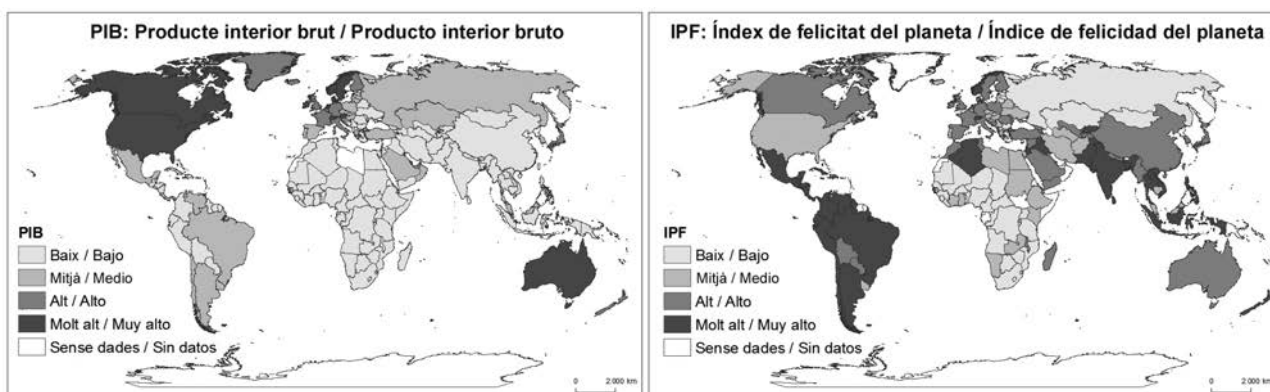 PIB: Producte interior brut / Producto interior bruto
PIB
Baix / Bajo
Mitjà / Medio
Alt / Alto
Molt alt / Muy alto
Sense dades / Sin datos
0 2 000 km
IPF: Índex de felicitat del planeta / Índice de felicidad del planeta
IPF
Baix / Bajo
Mitjà / Medio
Alt / Alto
Molt alt / Muy alto
Sense dades / Sin datos
0 2 000 km